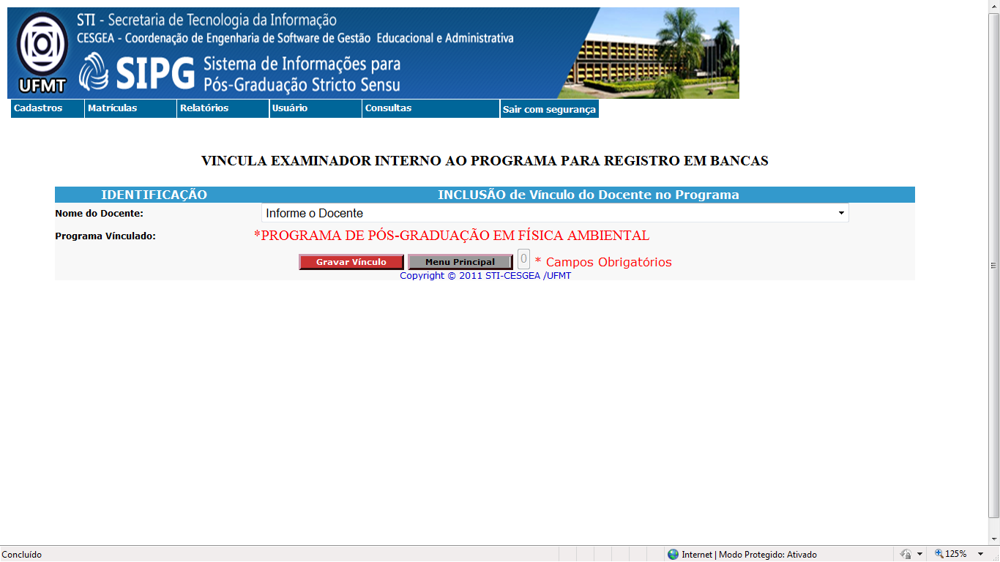 STI - Secretaria de Tecnologia da Informação
CESGEA - Coordenação de Engenharia de Software de Gestão Educacional e Administrativa
UFMT
SIPG
Sistema de Informações para
Pós-Graduação Stricto Sensu
Cadastros Matrículas Relatórios Usuário Consultas Sair com segurança
VINCULA EXAMINADOR INTERNO AO PROGRAMA PARA REGISTRO EM BANCAS
IDENTIFICAÇÃO INCLUSÃO de Vínculo do Docente no Programa
Nome do Docente: Informe o Docente
Programa Vínculado: *PROGRAMA DE PÓS-GRADUAÇÃO EM FÍSICA AMBIENTAL
Gravar Vínculo Menu Principal 0 * Campos Obrigatórios
Copyright © 2011 STI-CESGEA /UFMT
Concluído Internet | Modo Protegido: Ativado 125%